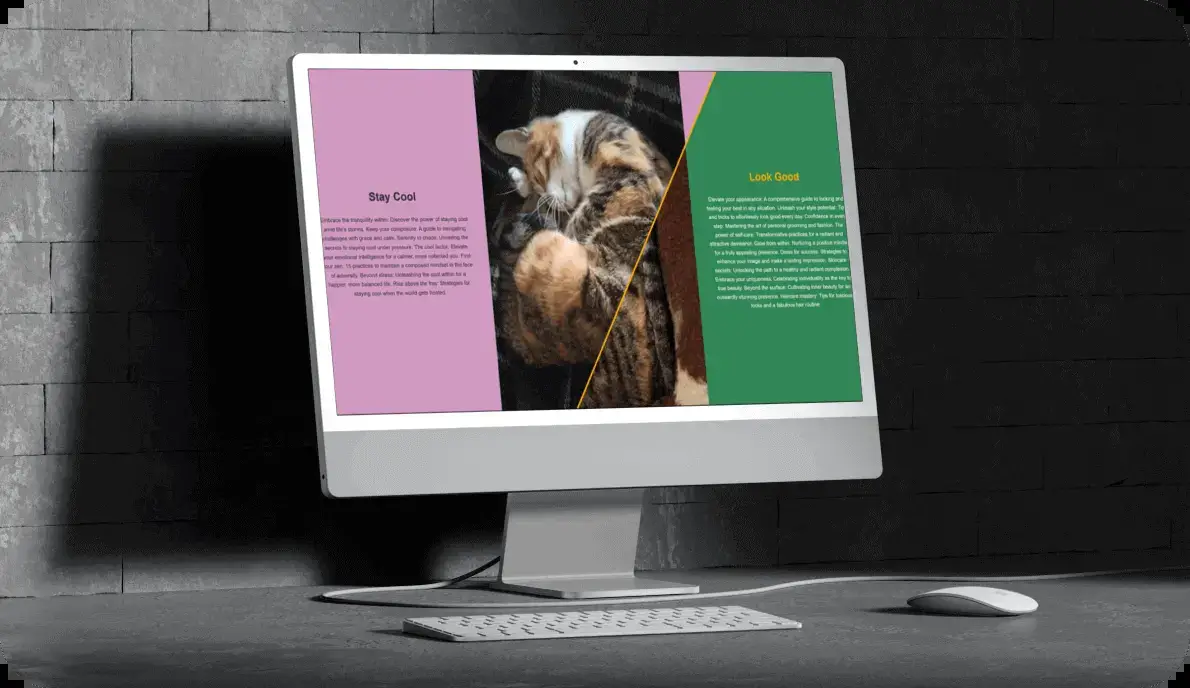 Stay Cool
Embrace the tranquility within. Discover the power of staying cool
amid life's storms. Keep your composure. A guide to navigating
challenges with grace and calm. Serenity in chaos. Unveiling the
secrets to staying cool under pressure. The cool factor. Elevate
your emotional intelligence for a calmer, more collected you. Find
your zen. 10 practices to maintain a composed mindset in the face
of adversity. Beyond stress. Unleashing the cool within for a
happier, more balanced life. Rise above the fray. Strategies for
staying cool when the world gets heated.
Look Good
Elevate your appearance. A comprehensive guide to looking and
feeling your best in any situation. Unleash your style potential. Tips
and tricks to effortlessly look good every day. Confidence in every
step. Mastering the art of personal grooming and fashion. The
power of self-care. Transformative practices for a radiant and
attractive demeanor. Ease from within. Nurturing a positive mindset
for a truly appealing presence. Dress for success. Strategies to
enhance your image and make a lasting impression. Skincare
secrets. Unlocking the path to a healthy and radiant complexion.
Embrace your uniqueness. Celebrating individuality as the key to
true beauty. Beyond the surface. Cultivating inner beauty for an
outwardly stunning presence. Haircare mastery. Tips for luscious
locks and a fabulous hair routine.